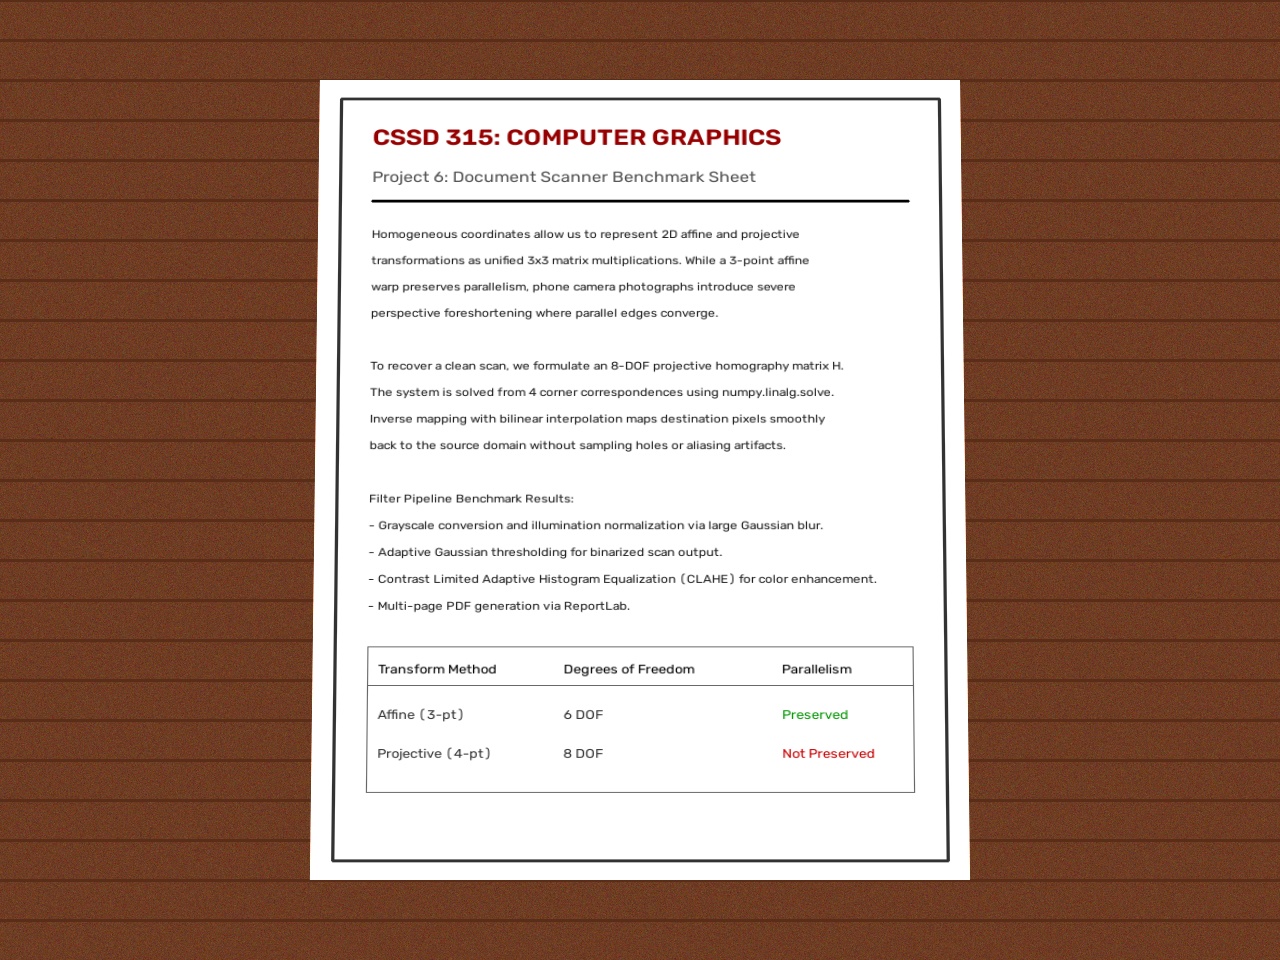 CSSD 315: COMPUTER GRAPHICS
Project 6: Document Scanner Benchmark Sheet
Homogeneous coordinates allow us to represent 2D affine and projective
transformations as unified 3x3 matrix multiplications. While a 3-point affine
warp preserves parallelism, phone camera photographs introduce severe
perspective foreshortening where parallel edges converge.
To recover a clean scan, we formulate an 8-DOF projective homography matrix H.
The system is solved from 4 corner correspondences using numpy.linalg.solve.
Inverse mapping with bilinear interpolation maps destination pixels smoothly
back to the source domain without sampling holes or aliasing artifacts.
Filter Pipeline Benchmark Results:
- Grayscale conversion and illumination normalization via large Gaussian blur.
- Adaptive Gaussian thresholding for binarized scan output.
- Contrast Limited Adaptive Histogram Equalization (CLAHE) for color enhancement.
- Multi-page PDF generation via ReportLab.
Transform Method Degrees of Freedom Parallelism
Affine (3-pt) 6 DOF Preserved
Projective (4-pt) 8 DOF Not Preserved